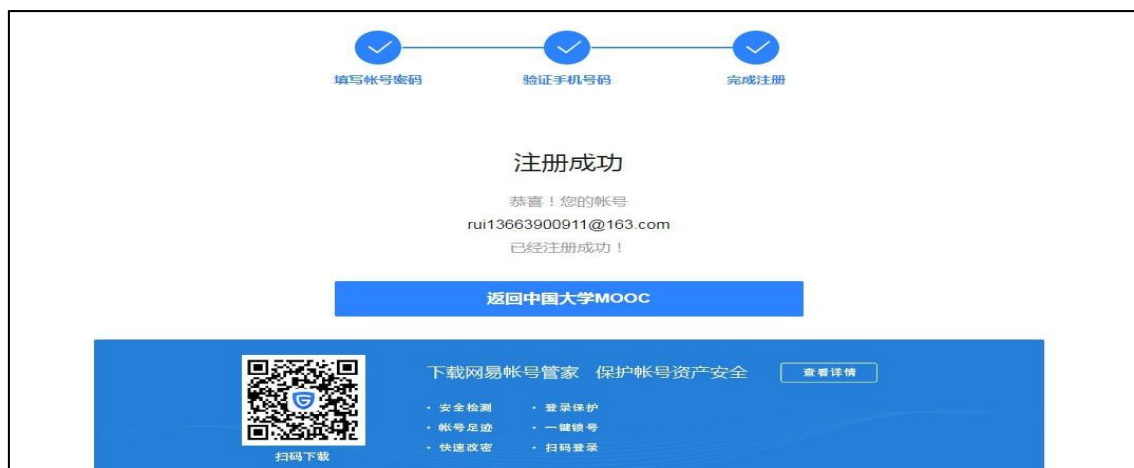 填写帐号密码 验证手机号码 完成注册
注册成功
恭喜！您的帐号
rui13663900911@163.com
已经注册成功！
返回中国大学MOOC
下载网易帐号管家 保护帐号资产安全 查看详情
· 安全检测 · 登录保护
· 帐号足迹 · 一键锁号
· 快速改密 · 扫码登录
扫码下载